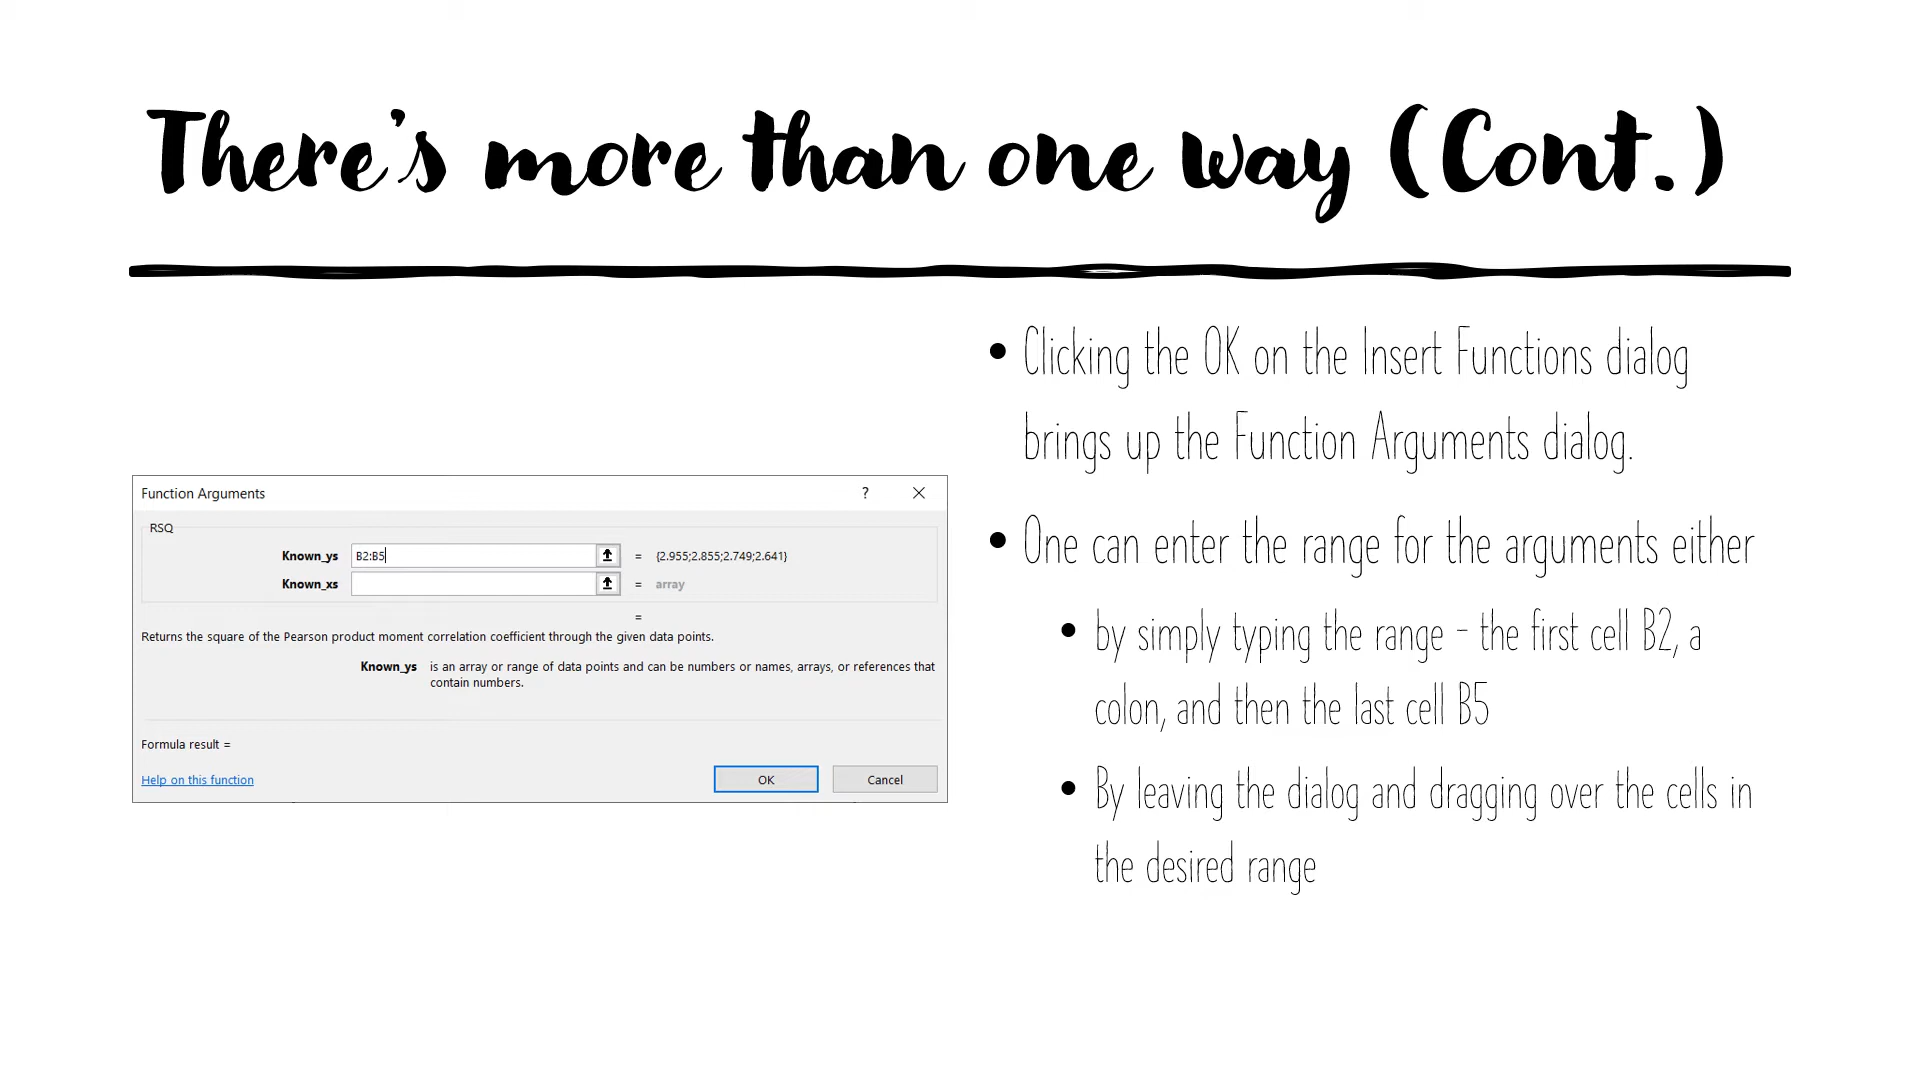 There's more than one way (Cont.)
Function Arguments ?
RSQ
Known_ys B2:B5 = {2.955;2.855;2.749;2.641}
Known_xs = array
=
Returns the square of the Pearson product moment correlation coefficient through the given data points.
Known_ys is an array or range of data points and can be numbers or names, arrays, or references that
contain numbers.
Formula result =
Help on this function OK Cancel
• Clicking the OK on the Insert Functions dialog
brings up the Function Arguments dialog.
• One can enter the range for the arguments either
• by simply typing the range - the first cell B2, a
colon, and then the last cell B5
• By leaving the dialog and dragging over the cells in
the desired range